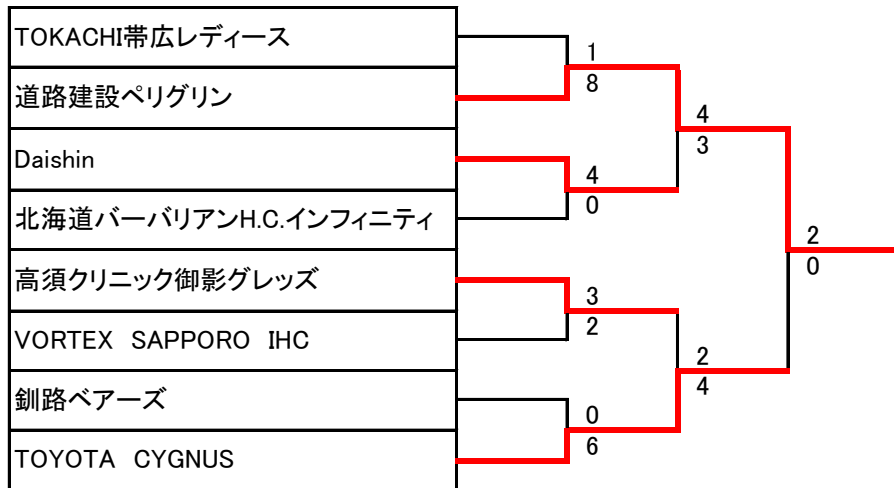 TOKACHI帯広レディース
道路建設ペリグリン
Daishin
北海道バーバリアンH.C.インフィニティ
高須クリニック御影グレッズ
VORTEX　SAPPORO　IHC
釧路ベアーズ
TOYOTA　CYGNUS
1
8
4
0
3
2
0
6
4
3
2
4
2
0